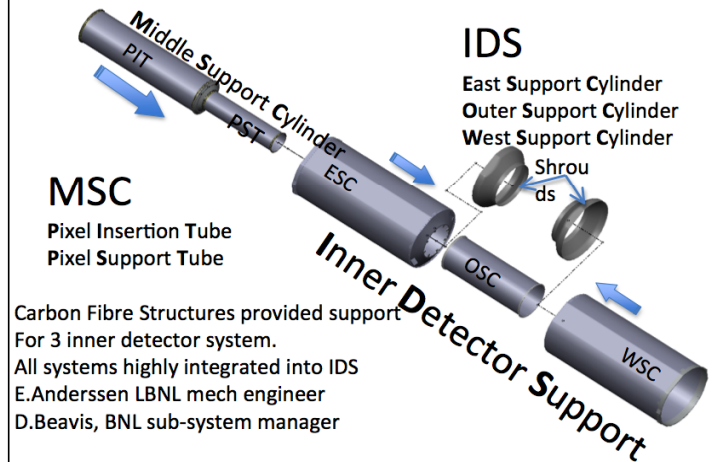 Middle Support Cylinder
PIT
PST
IDS
East Support Cylinder
Outer Support Cylinder
West Support Cylinder
ESC
Shrou
ds
MSC
Pixel Insertion Tube
Pixel Support Tube
OSC
Inner Detector Support
WSC
Carbon Fibre Structures provided support
For 3 inner detector system.
All systems highly integrated into IDS
E.Anderssen LBNL mech engineer
D.Beavis, BNL sub-system manager